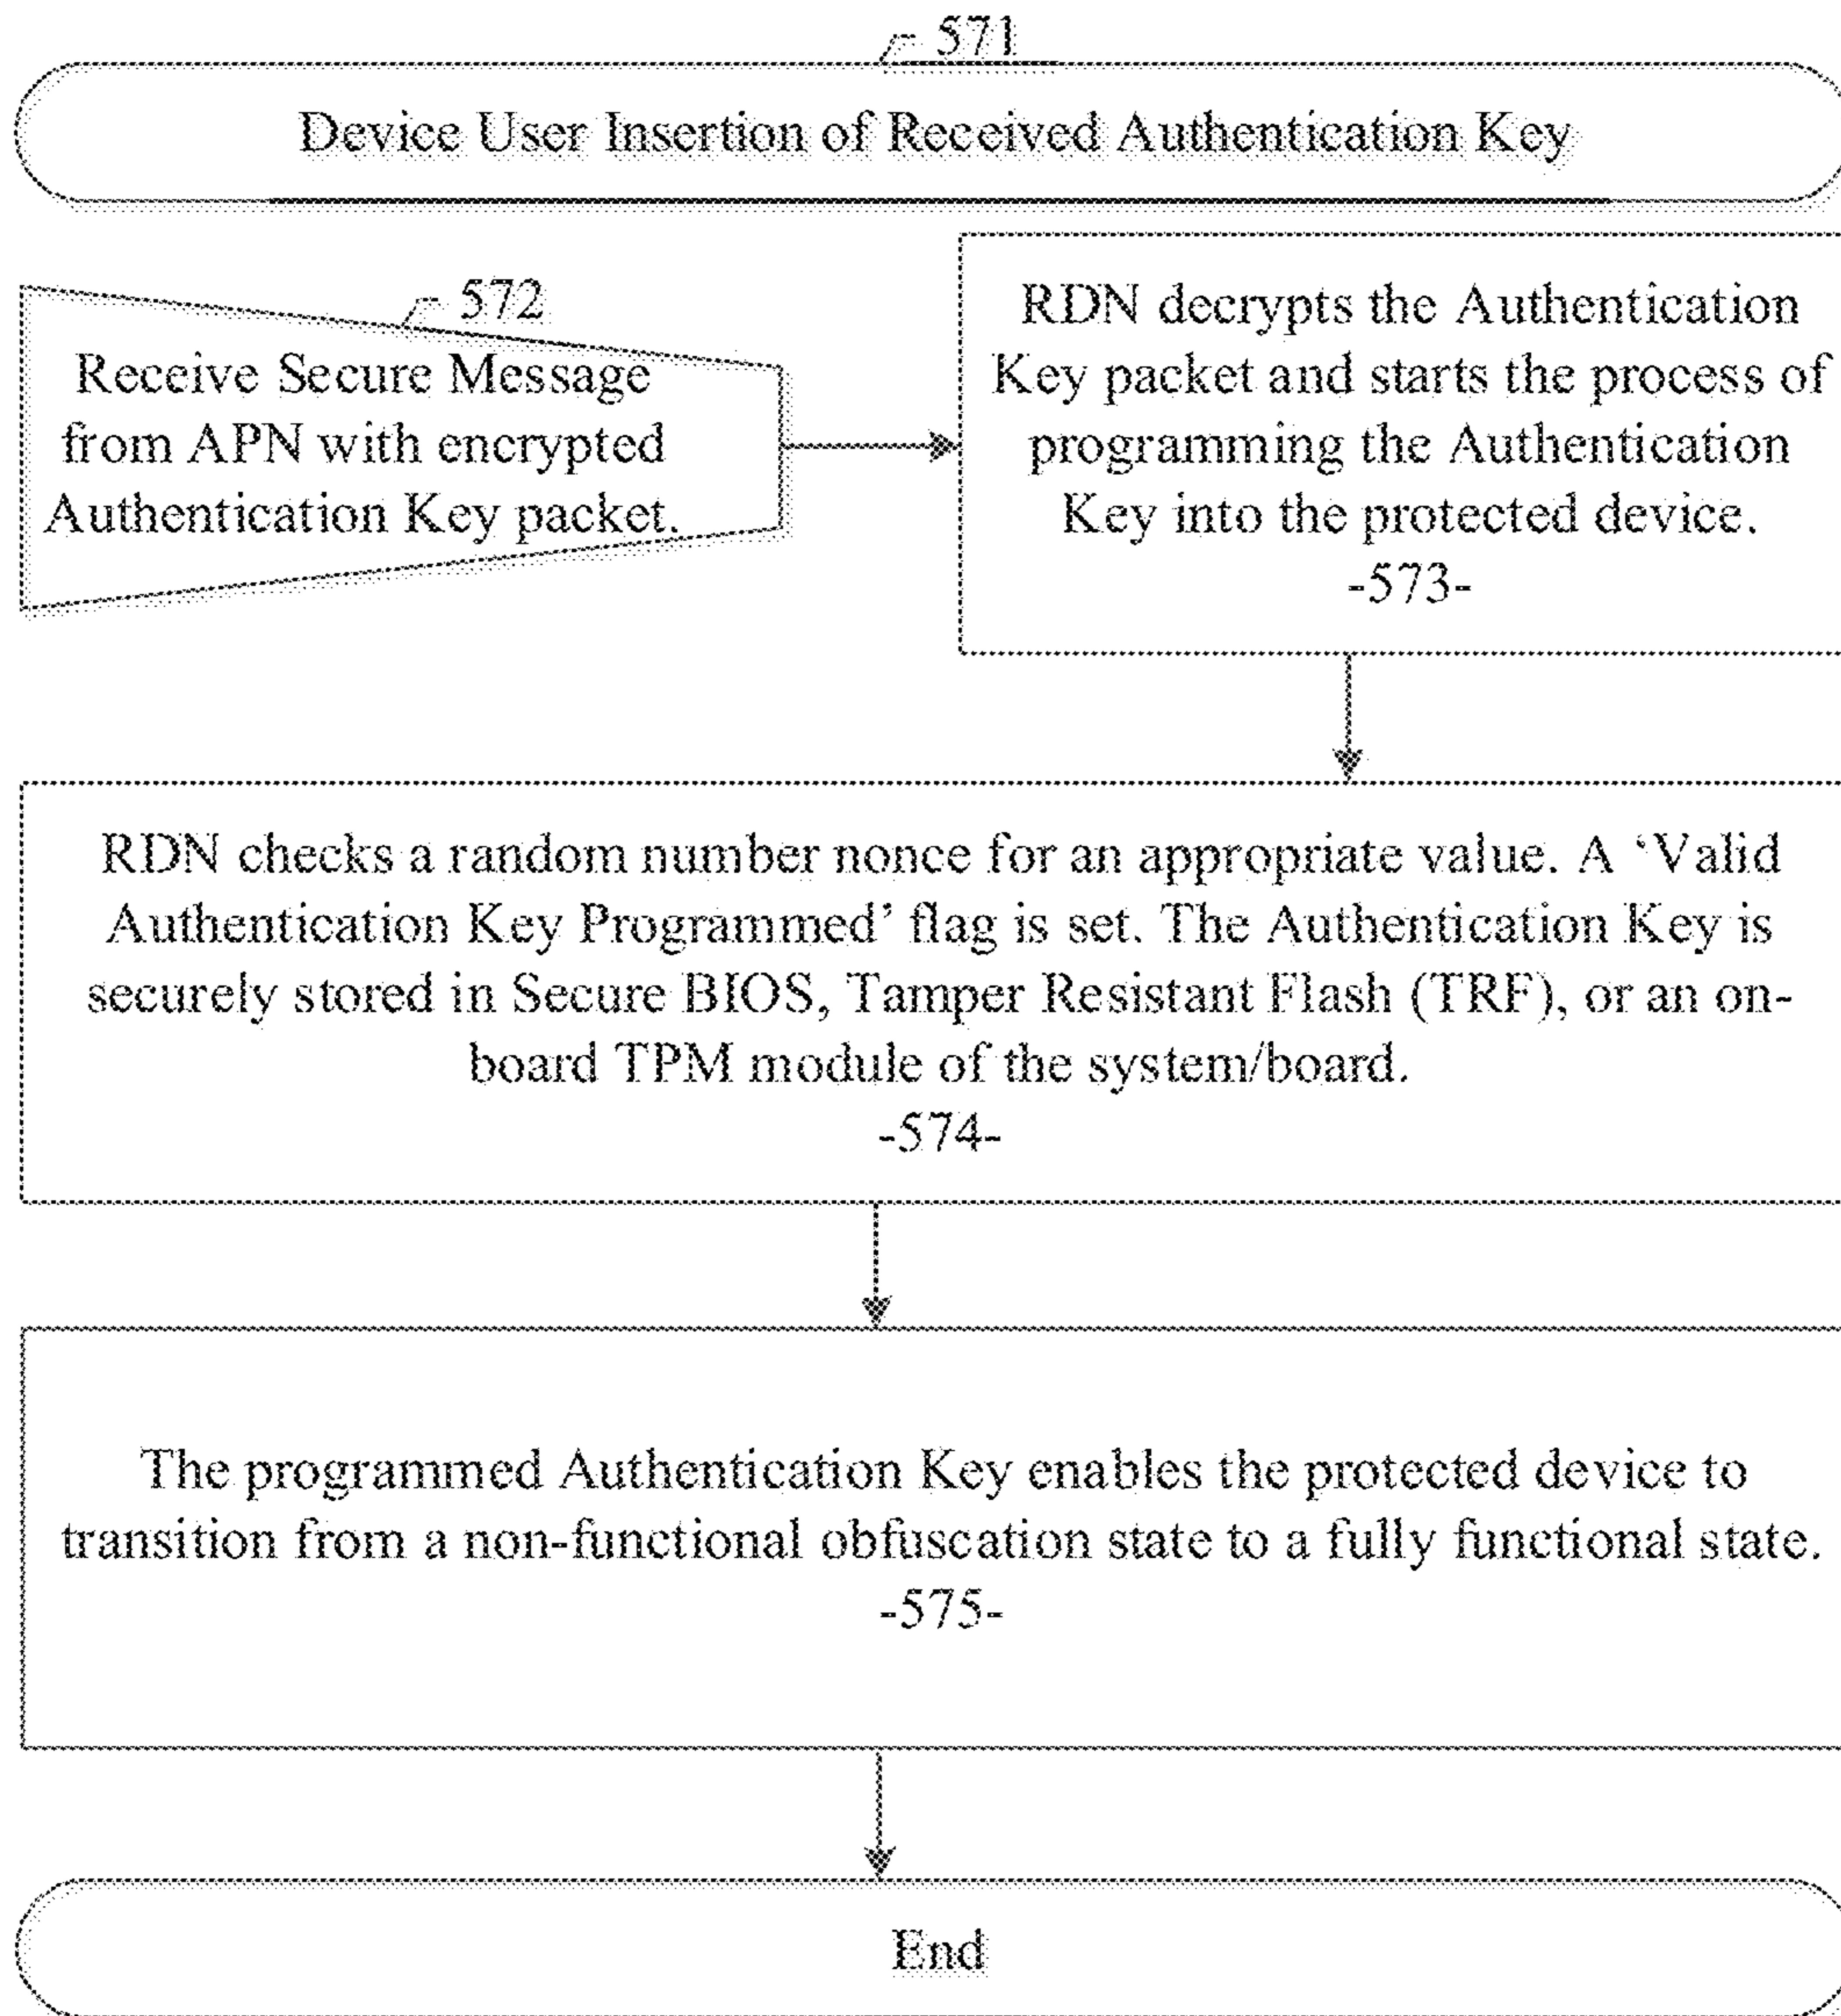 571
Device User Insertion of Received Authentication Key
572
Receive Secure Message
from APN with encrypted
Authentication Key packet.
RDN decrypts the Authentication
Key packet and starts the process of
programming the Authentication
Key into the protected device.
-573-
RDN checks a random number nonce for an appropriate value. A ‘Valid
Authentication Key Programmed’ flag is set. The Authentication Key is
securely stored in Secure BIOS, Tamper Resistant Flash (TRF), or an on-
board TPM module of the system/board.
-574-
The programmed Authentication Key enables the protected device to
transition from a non-functional obfuscation state to a fully functional state.
-575-
End